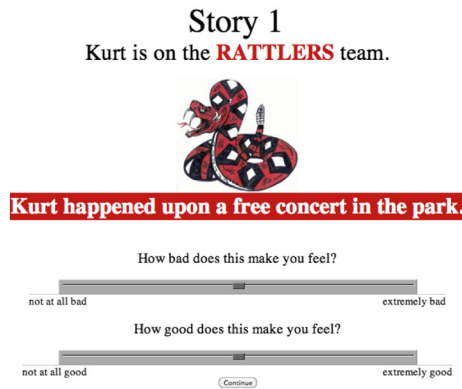 Story 1
Kurt is on the RATTLERS team.
Kurt happened upon a free concert in the park.
How bad does this make you feel?
not at all bad extremely bad
How good does this make you feel?
not at all good extremely good
Continue